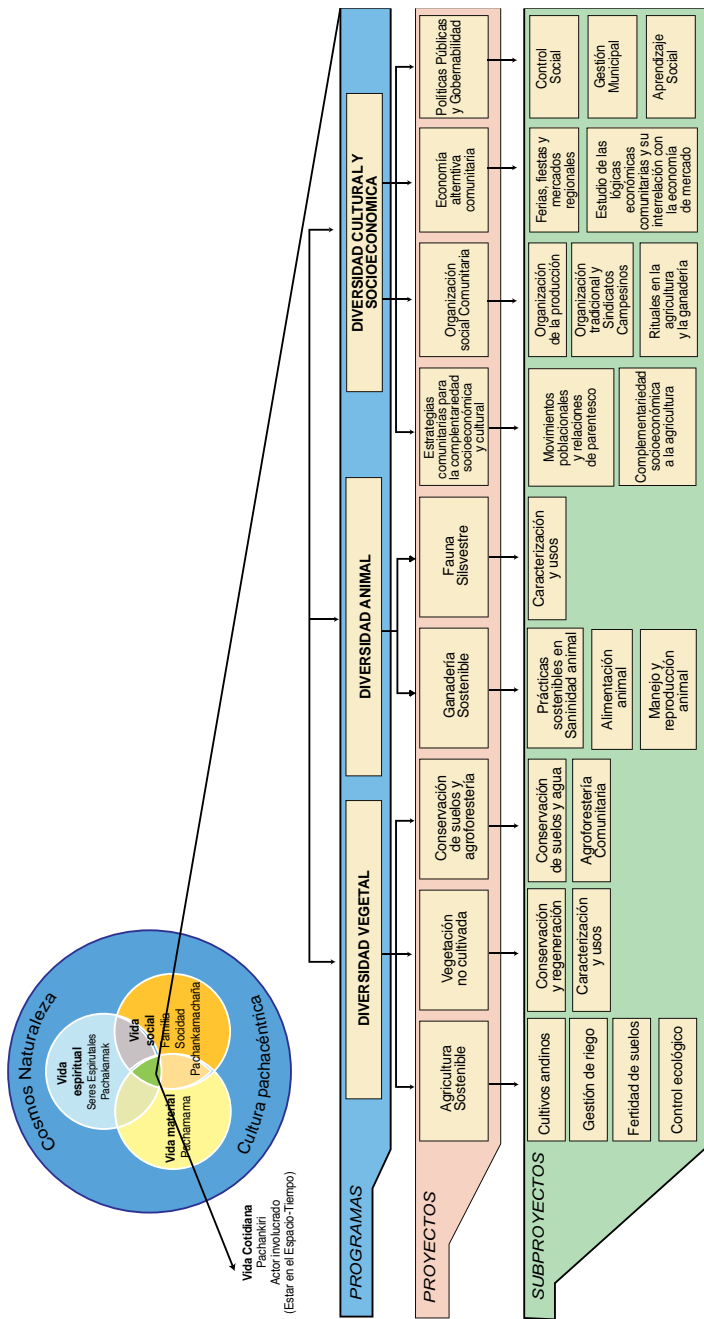 Cosmos Naturaleza
Vida
espiritual
Seres Espirutales
Pachakamak
Vida
social
Familia
Socidad
Pachankamachaña
Vida material
Pachamama
Cultura pachacéntrica
Vida Cotidiana
Pachankiri
Actor involucrado
(Estar en el Espacio-Tiempo)
PROGRAMAS
DIVERSIDAD VEGETAL
DIVERSIDAD ANIMAL
DIVERSIDAD CULTURAL Y
SOCIOECONOMICA
PROYECTOS
Agricultura
Sostenible
Vegetación
no cultivada
Conservación
de suelos y
agroforestería
Ganadería
Sostenible
Fauna
Silsvestre
Estrategias
comunitarias para
la complentariedad
socioeconómica
y cultural
Organización
social Comunitaria
Economía
alterntiva
comunitaria
Políticas Públicas
y Gobernabilidad
SUBPROYECTOS
Cultivos andinos
Gestión de riego
Fertidad de suelos
Control ecológico
Conservación
y regeneración
Caracterización
y usos
Conservación
de suelos y agua
Agroforestería
Comunitaria
Prácticas
sostenibles en
Saninidad animal
Alimentación
animal
Manejo y
reproducción
animal
Caracterización
y usos
Movimientos
poblacionales
y relaciones
de parentesco
Complementariedad
socioeconómica
a la agricultura
Organización
de la producción
Organización
tradicional y
Sindicatos
Campesinos
Rituales en la
agricultura
y la ganadería
Ferias, fiestas y
mercados
regionales
Estudio de las
lógicas
económicas
comunitarias y su
interrelación con
la economía
de mercado
Control
Social
Gestión
Municipal
Aprendizaje
Social